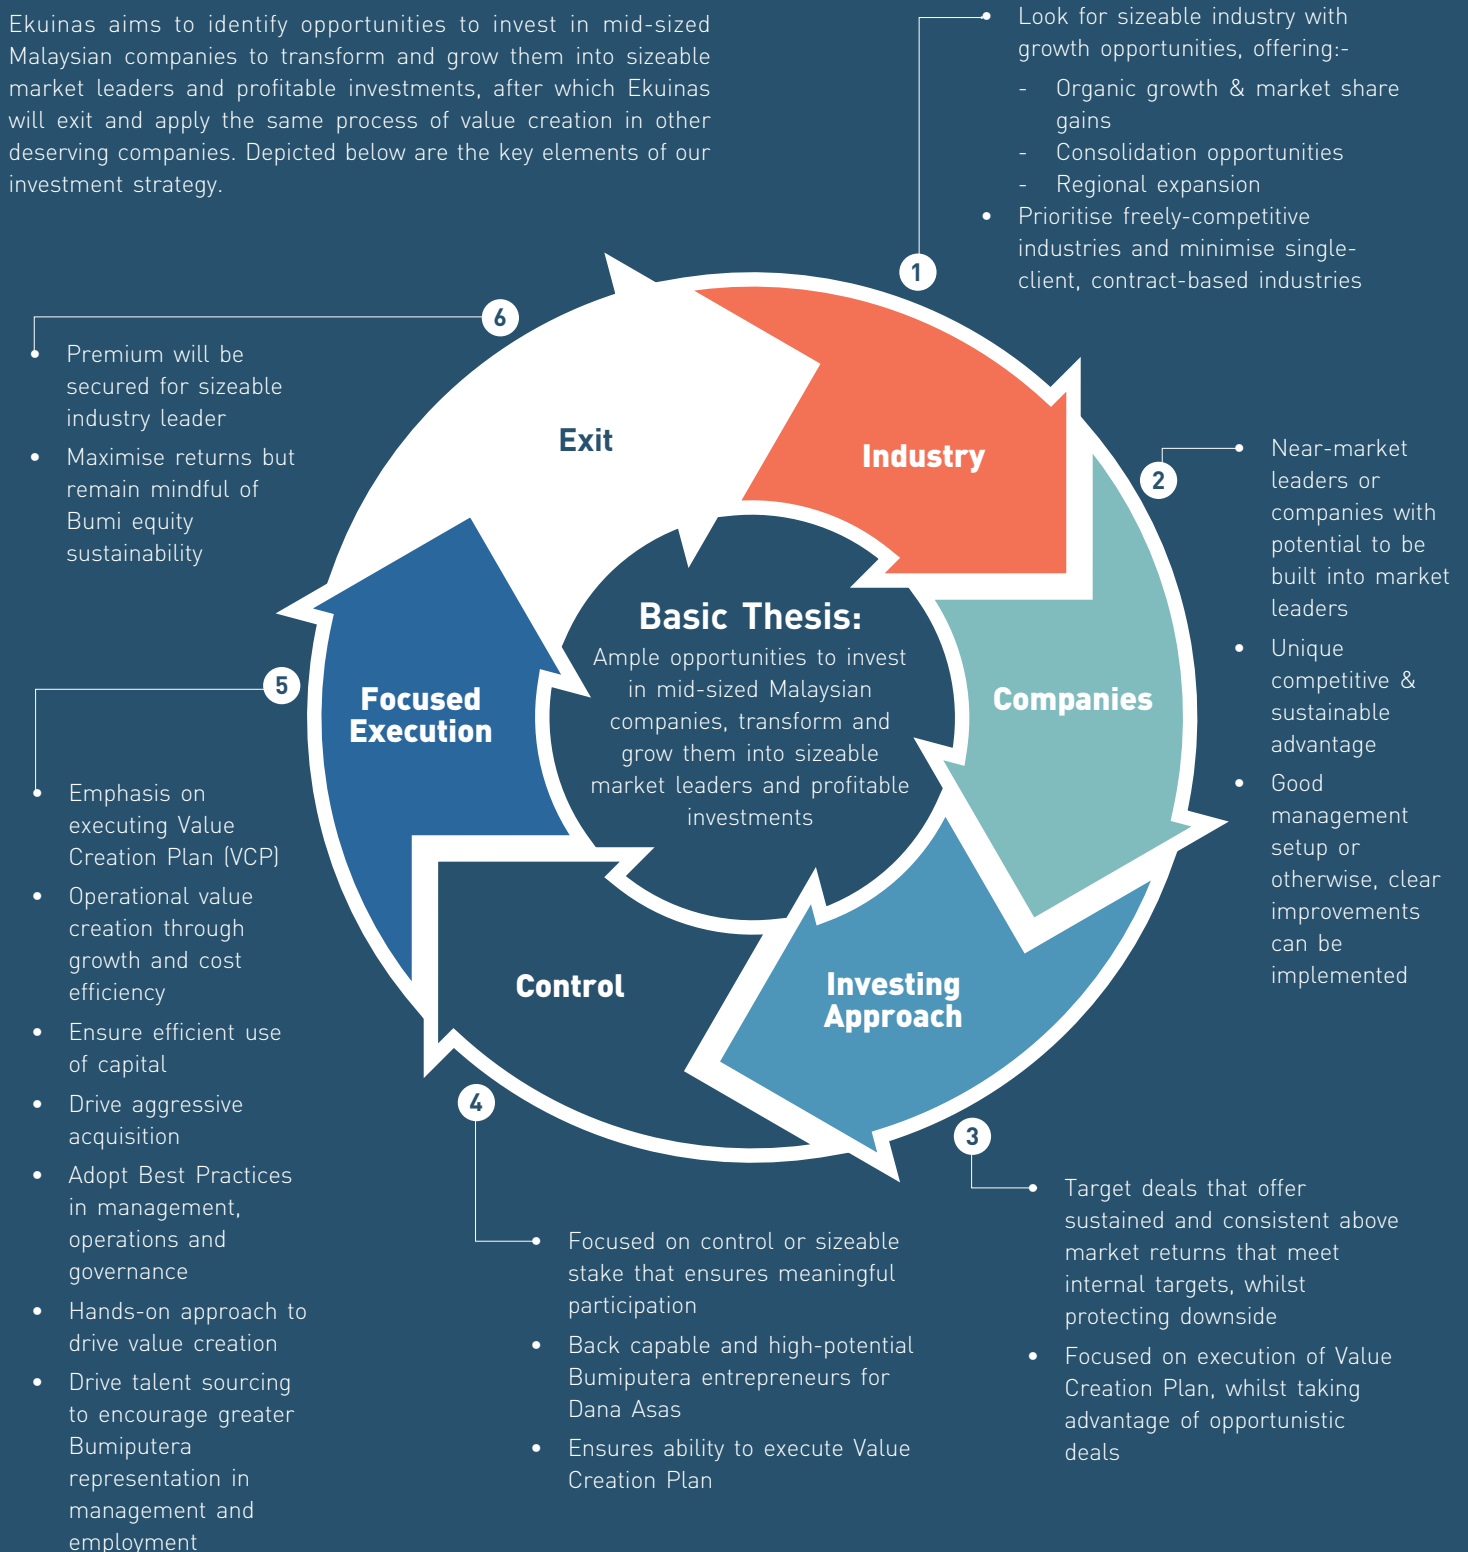 Ekuinas aims to identify opportunities to invest in mid-sized
Malaysian companies to transform and grow them into sizeable
market leaders and profitable investments, after which Ekuinas
will exit and apply the same process of value creation in other
deserving companies. Depicted below are the key elements of our
investment strategy.
1
• Look for sizeable industry with
growth opportunities, offering:-
- Organic growth & market share
gains
- Consolidation opportunities
- Regional expansion
• Prioritise freely-competitive
industries and minimise single-
client, contract-based industries
Industry
2
• Near-market
leaders or
companies with
potential to be
built into market
leaders
• Unique
competitive &
sustainable
advantage
• Good
management
setup or
otherwise, clear
improvements
can be
implemented
Companies
3
• Target deals that offer
sustained and consistent above
market returns that meet
internal targets, whilst
protecting downside
• Focused on execution of Value
Creation Plan, whilst taking
advantage of opportunistic
deals
Investing
Approach
4
• Focused on control or sizeable
stake that ensures meaningful
participation
• Back capable and high-potential
Bumiputera entrepreneurs for
Dana Asas
• Ensures ability to execute Value
Creation Plan
Control
5
• Emphasis on
executing Value
Creation Plan (VCP)
• Operational value
creation through
growth and cost
efficiency
• Ensure efficient use
of capital
• Drive aggressive
acquisition
• Adopt Best Practices
in management,
operations and
governance
• Hands-on approach to
drive value creation
• Drive talent sourcing
to encourage greater
Bumiputera
representation in
management and
employment
Focused
Execution
6
• Premium will be
secured for sizeable
industry leader
• Maximise returns but
remain mindful of
Bumi equity
sustainability
Exit
Basic Thesis:
Ample opportunities to invest
in mid-sized Malaysian
companies, transform and
grow them into sizeable
market leaders and profitable
investments